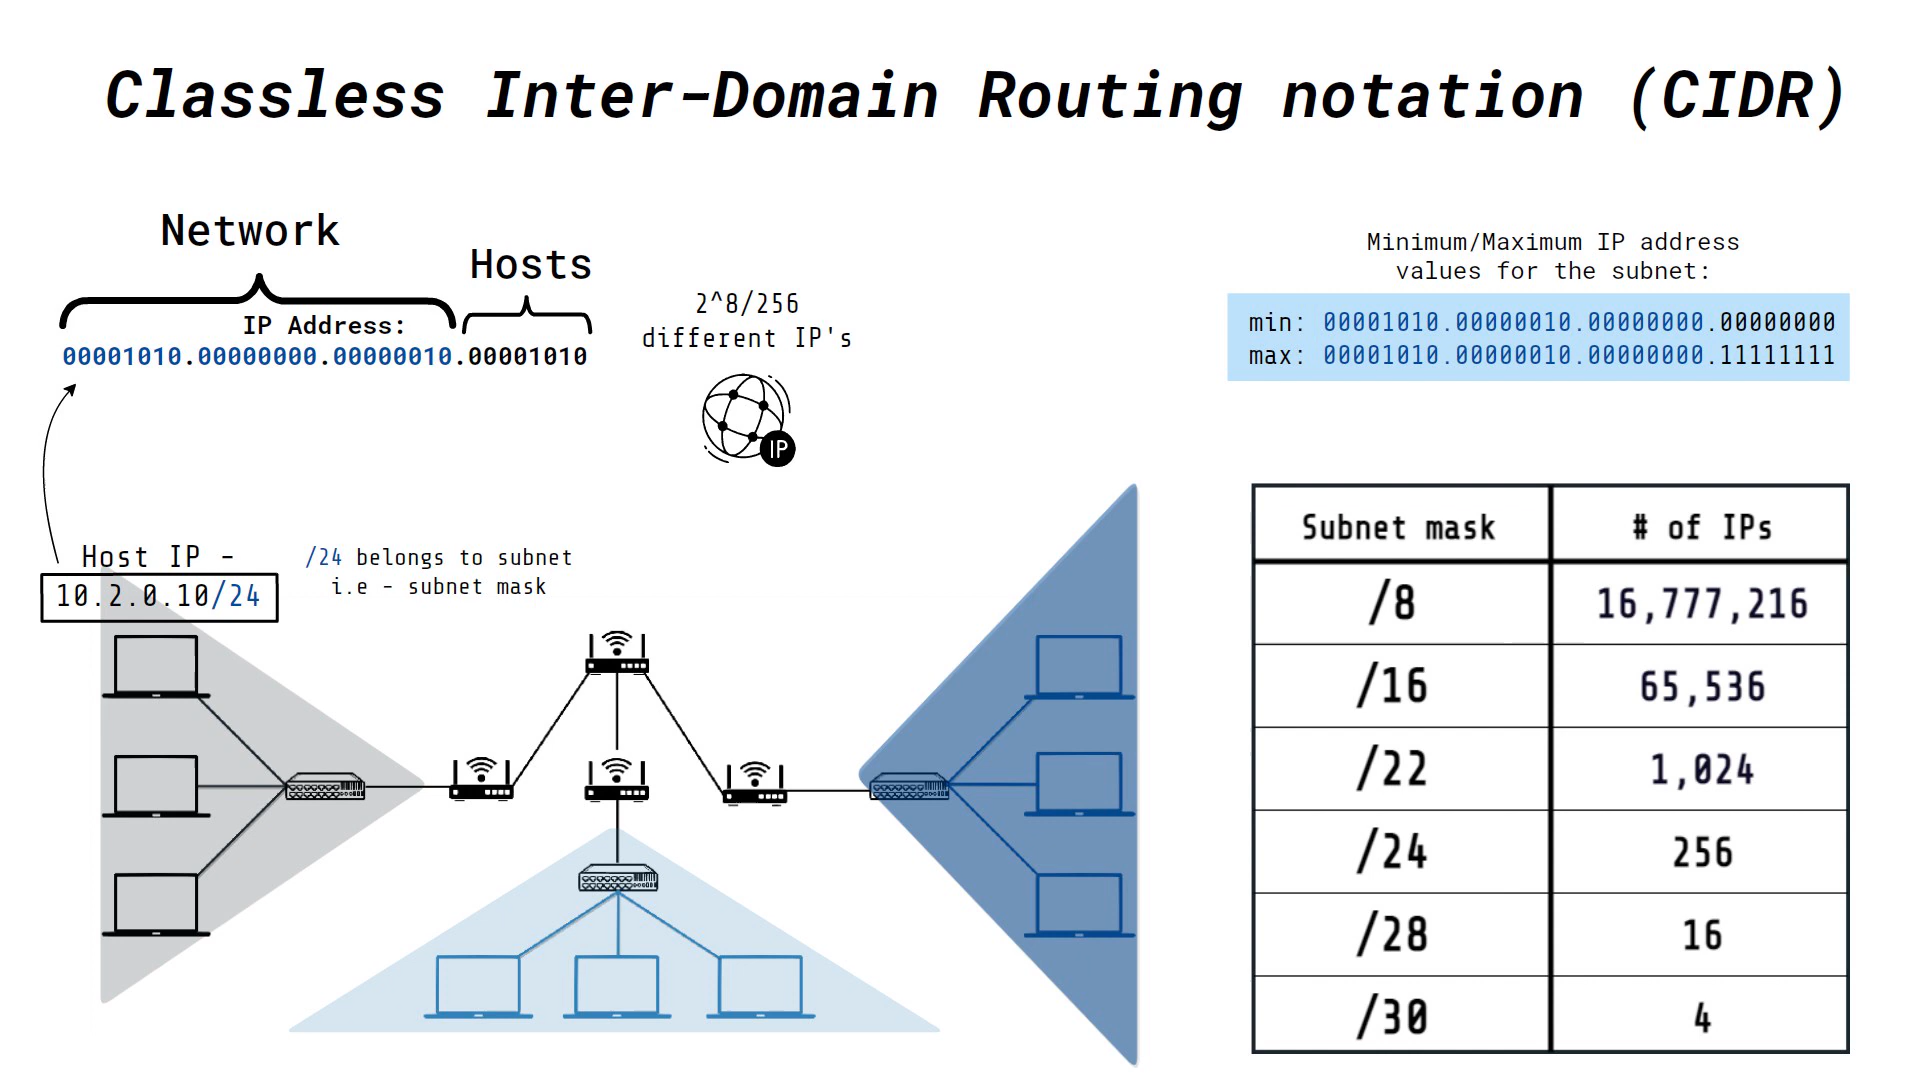 Classless Inter-Domain Routing notation (CIDR)
Network
Hosts
IP Address:
00001010.00000000.00000010.00001010
2^8/256
different IP's
IP
Minimum/Maximum IP address
values for the subnet:
min: 00001010.00000010.00000000.00000000
max: 00001010.00000010.00000000.11111111
Host IP -
10.2.0.10/24
/24 belongs to subnet
i.e - subnet mask
Subnet mask # of IPs
/8 16,777,216
/16 65,536
/22 1,024
/24 256
/28 16
/30 4